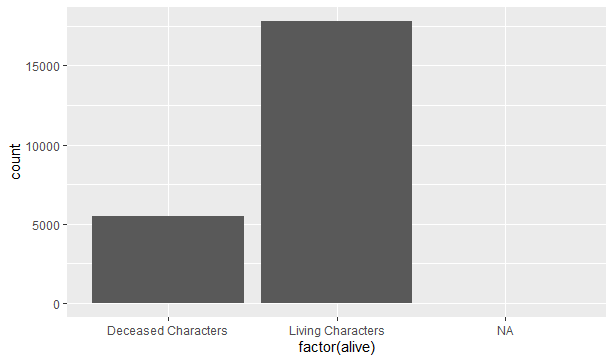 15000
10000
5000
0
count
Deceased Characters
Living Characters
NA
factor(alive)